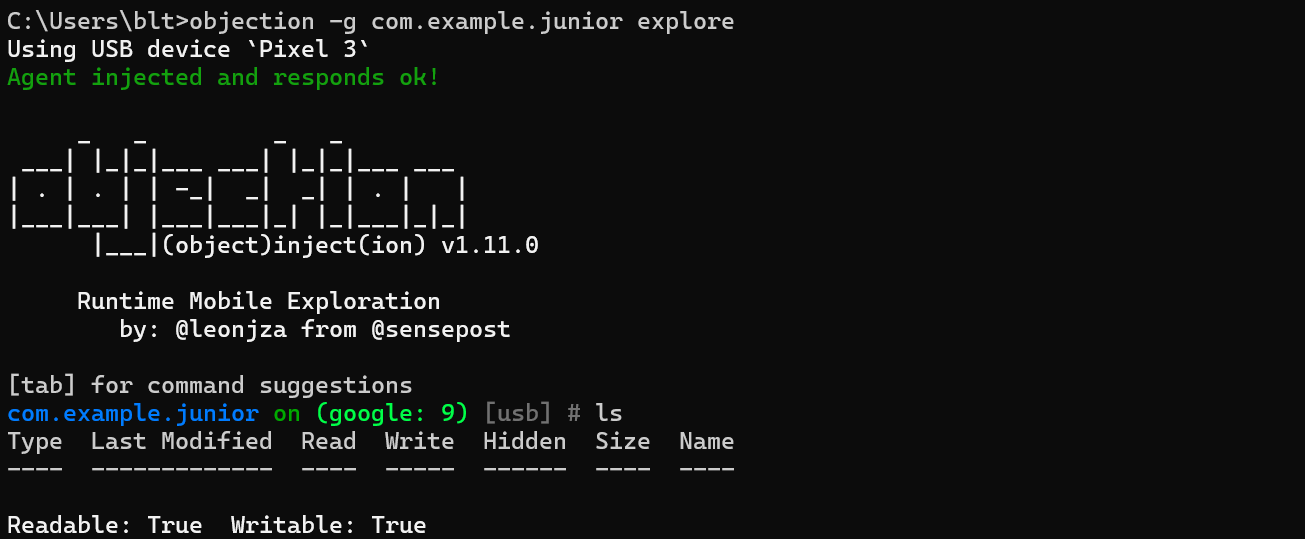 C:\Users\blt>objection -g com.example.junior explore
Using USB device `Pixel 3`
Agent injected and responds ok!
     _   _         _   _
 ___| |_|_|___ ___| |_|_|___ ___
| . | . | | -_|  _|  _| | . |   |
|___|___| |___|___|_| |_|___|_|_|
      |___|(object)inject(ion) v1.11.0
Runtime Mobile Exploration
by: @leonjza from @sensepost
[tab] for command suggestions
com.example.junior on (google: 9) [usb] # ls
Type  Last Modified  Read  Write  Hidden  Size  Name
----  -------------  ----  -----  ------  ----  ----
Readable: True  Writable: True